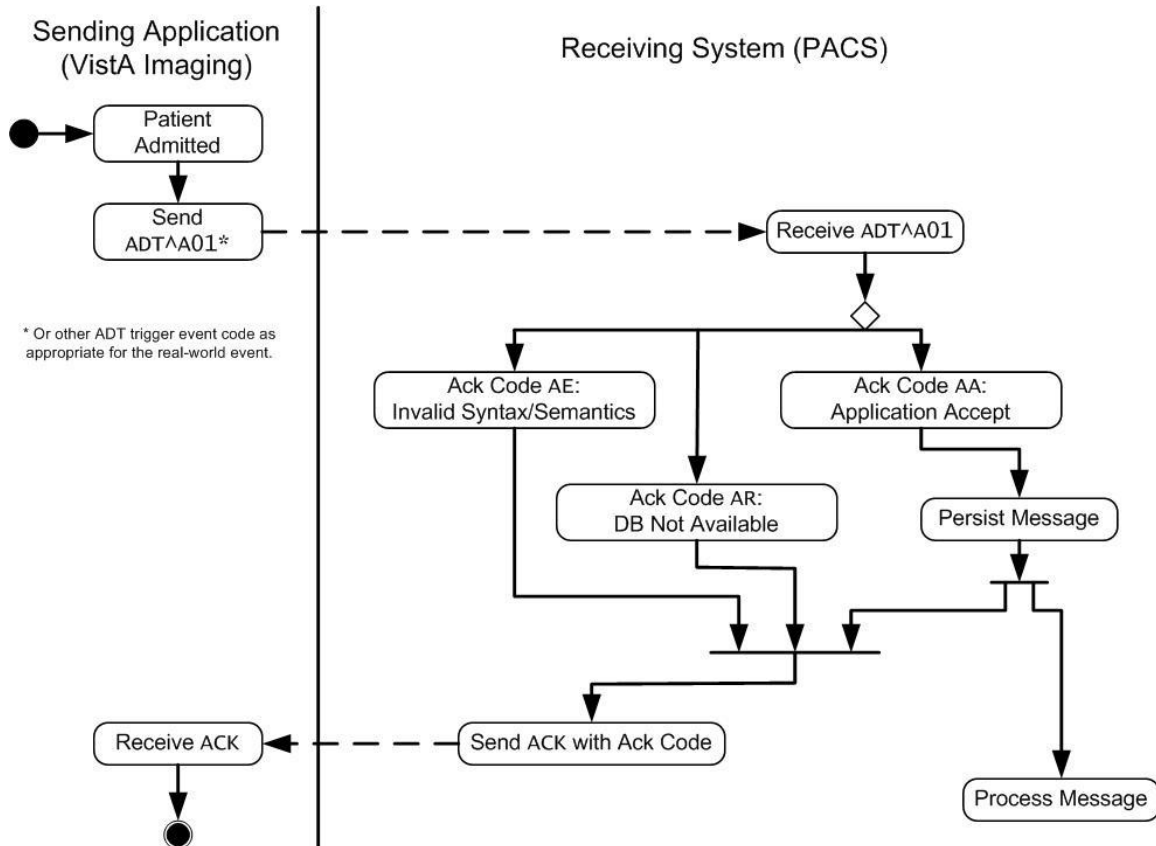 Sending Application
(VistA Imaging)
Receiving System (PACS)
Patient
Admitted
Send
ADT^A01*
Receive ADT^A01
* Or other ADT trigger event code as
appropriate for the real-world event.
Ack Code AE:
Invalid Syntax/Semantics
Ack Code AA:
Application Accept
Ack Code AR:
DB Not Available
Persist Message
Receive ACK
Send ACK with Ack Code
Process Message